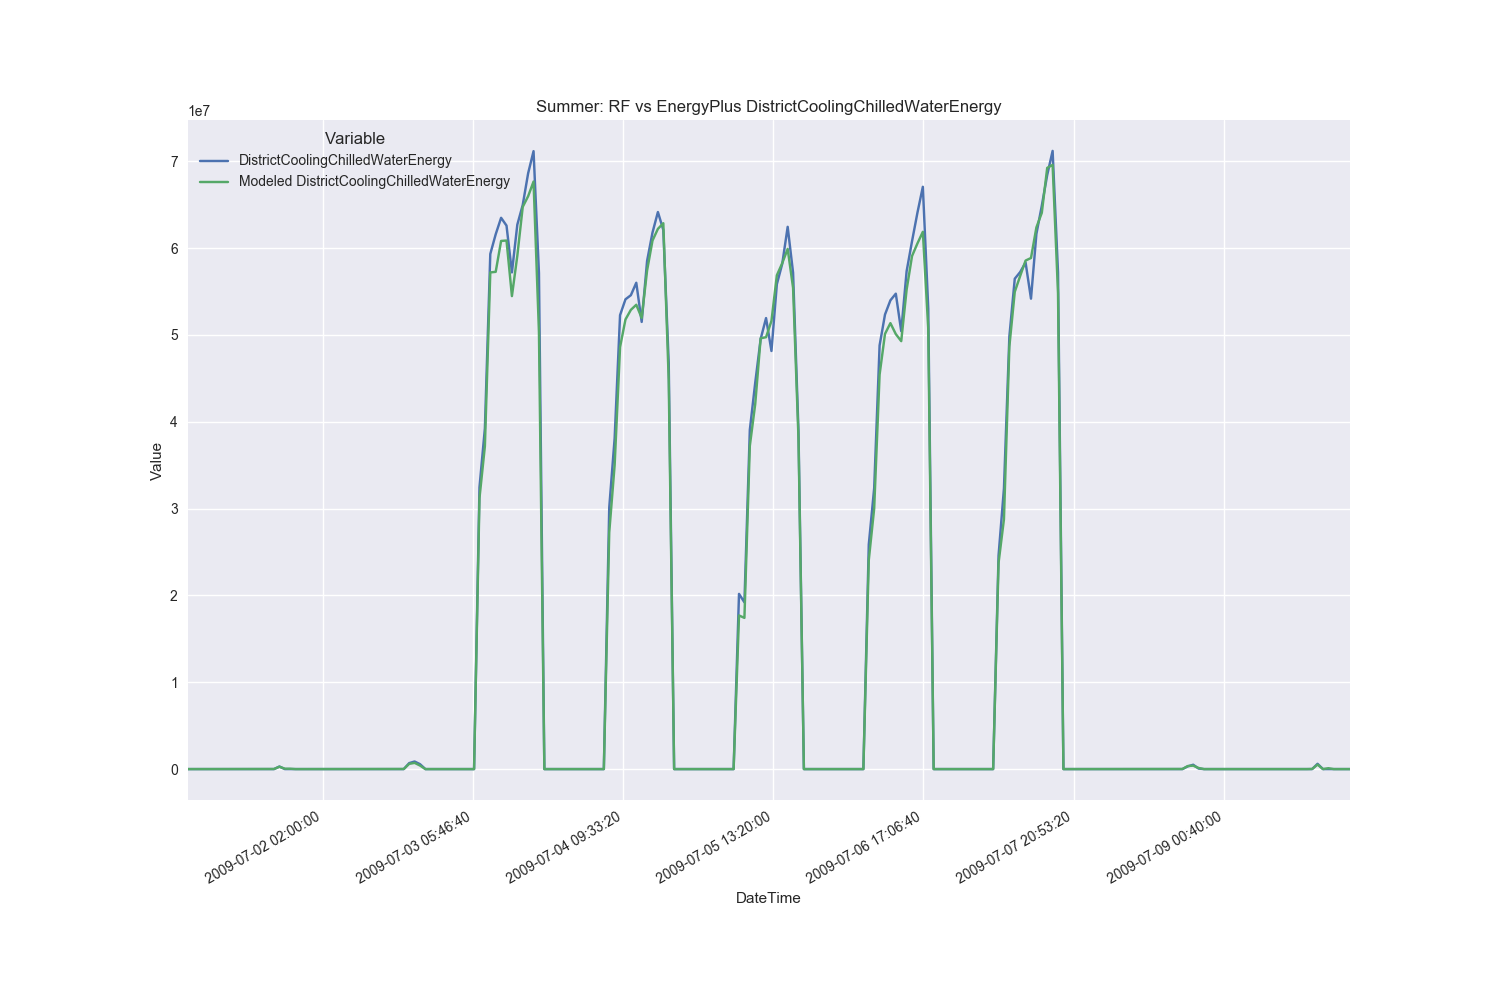 Summer: RF vs EnergyPlus DistrictCoolingChilledWaterEnergy
1e7
Variable
DistrictCoolingChilledWaterEnergy
Modeled DistrictCoolingChilledWaterEnergy
7
6
5
4
3
2
1
0
Value
2009-07-02 02:00:00
2009-07-03 05:46:40
2009-07-04 09:33:20
2009-07-05 13:20:00
2009-07-06 17:06:40
2009-07-07 20:53:20
2009-07-09 00:40:00
DateTime